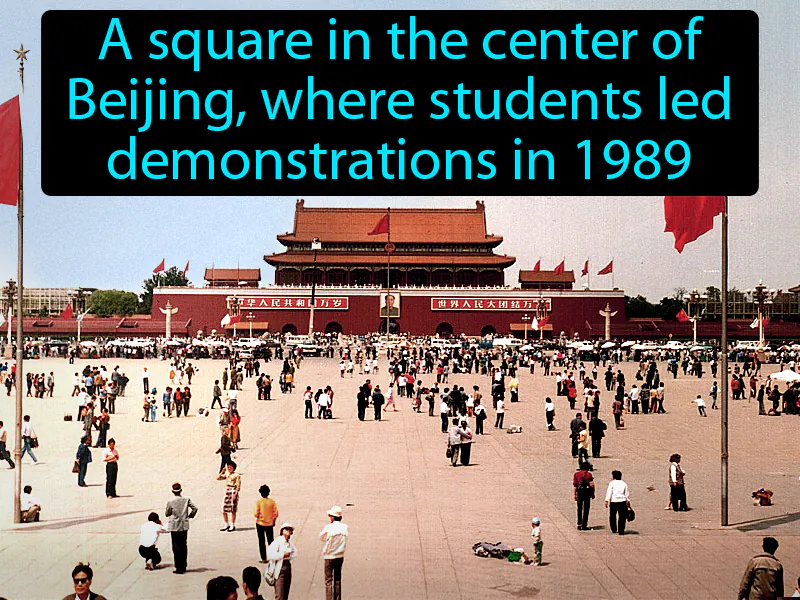 A square in the center of
Beijing, where students led
demonstrations in 1989
中华人民共和国万岁
世界人民大团结万岁